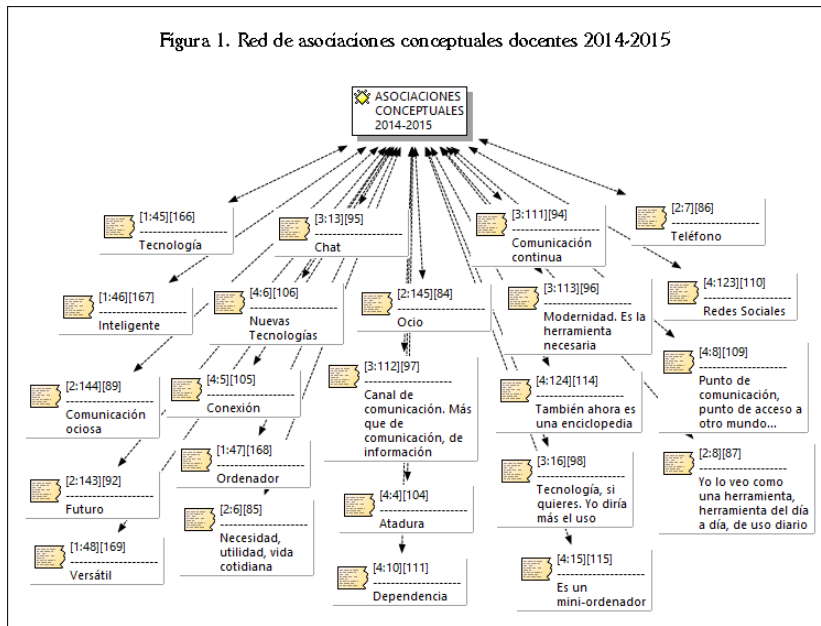 Figura 1. Red de asociaciones conceptuales docentes 2014-2015
ASOCIACIONES
CONCEPTUALES
2014-2015
[1:45][166]
Tecnología
[3:13][95]
Chat
[3:111][94]
Comunicación
continua
[2:7][86]
Teléfono
[1:46][167]
Inteligente
[4:6][106]
Nuevas
Tecnologías
[2:145][84]
Ocio
[3:113][96]
Modernidad. Es la
herramienta
necesaria
[4:123][110]
Redes Sociales
[2:144][89]
Comunicación
ociosa
[4:5][105]
Conexión
[3:112][97]
Canal de
comunicación. Más
que de
comunicación, de
información
[4:124][114]
También ahora es
una enciclopedia
[4:8][109]
Punto de
comunicación,
punto de acceso a
otro mundo...
[2:143][92]
Futuro
[1:47][168]
Ordenador
[4:4][104]
Atadura
[3:16][98]
Tecnología, si
quieres. Yo diría
más el uso
[2:8][87]
Yo lo veo como
una herramienta,
herramienta del día
a día, de uso diario
[1:48][169]
Versátil
[2:6][85]
Necesidad,
utilidad, vida
cotidiana
[4:10][111]
Dependencia
[4:15][115]
Es un
mini-ordenador